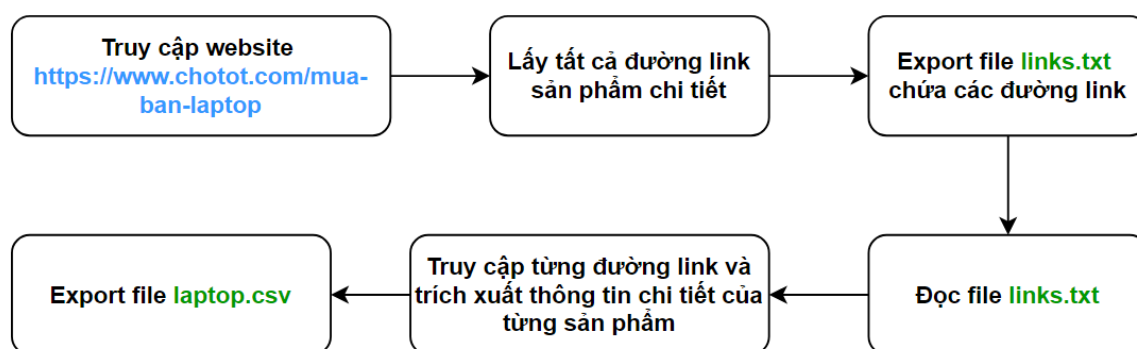 Truy cập website
https://www.chotot.com/mua-
ban-laptop
Lấy tất cả đường link
sản phẩm chi tiết
Export file links.txt
chứa các đường link
Đọc file links.txt
Truy cập từng đường link và
trích xuất thông tin chi tiết của
từng sản phẩm
Export file laptop.csv